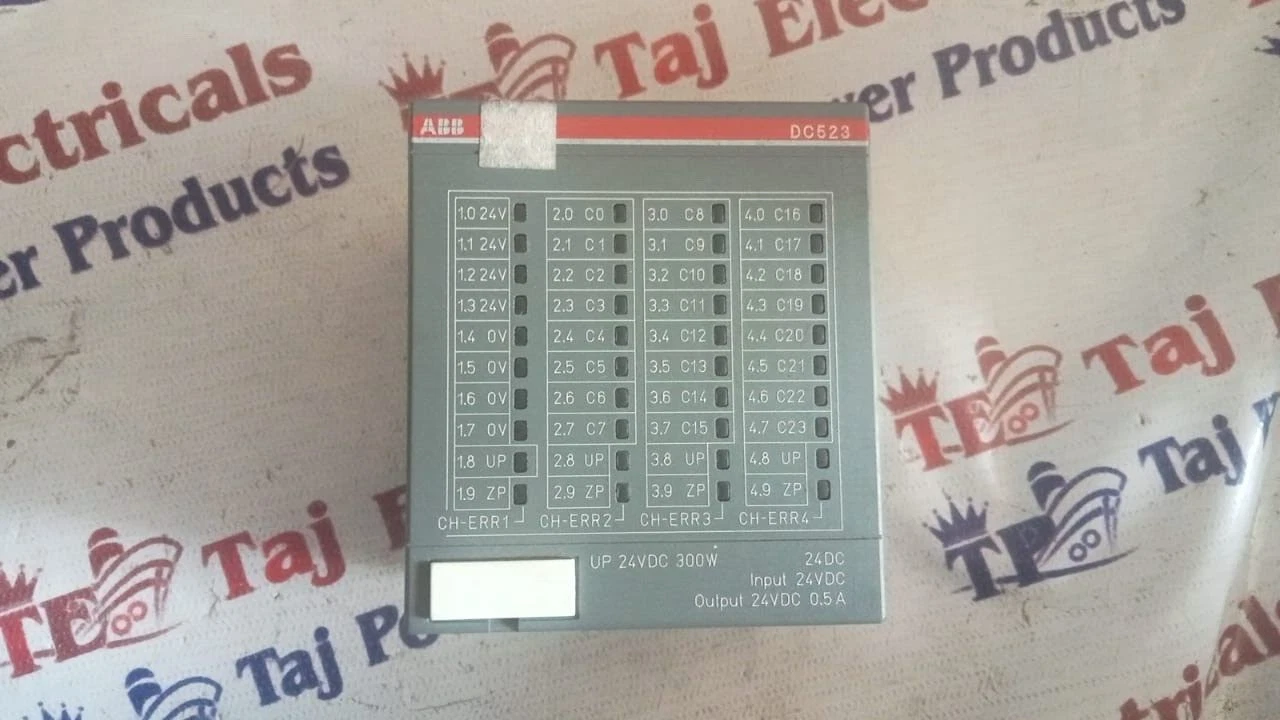 Taj Elec
ctricals
er Products
wer Products
ABB DC523
1.0 24V 2.0 C0 3.0 C8 4.0 C16
1.1 24V 2.1 C1 3.1 C9 4.1 C17
1.2 24V 2.2 C2 3.2 C10 4.2 C18
1.3 24V 2.3 C3 3.3 C11 4.3 C19
1.4 0V 2.4 C4 3.4 C12 4.4 C20
1.5 0V 2.5 C5 3.5 C13 4.5 C21
1.6 0V 2.6 C6 3.6 C14 4.6 C22
1.7 0V 2.7 C7 3.7 C15 4.7 C23
1.8 UP 2.8 UP 3.8 UP 4.8 UP
1.9 ZP 2.9 ZP 3.9 ZP 4.9 ZP
CH-ERR1 CH-ERR2 CH-ERR3 CH-ERR4
UP 24VDC 300W 24DC
Input 24VDC
Output 24VDC 0.5A
TE Taj
TP Taj
TE Taj
Taj Po